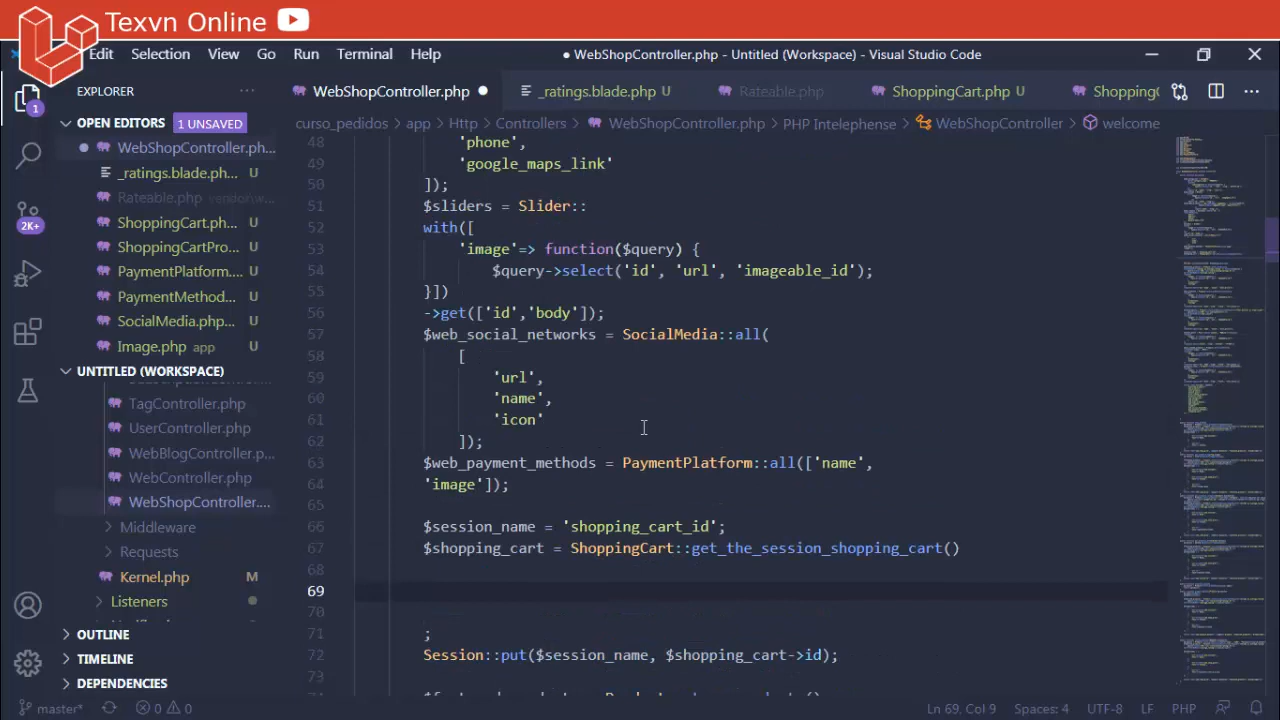 Texvn Online
Edit Selection View Go Run Terminal Help
WebShopController.php - Untitled (Workspace) - Visual Studio Code
EXPLORER
WebShopController.php
_ratings.blade.php U
Rateable.php
ShoppingCart.php U
Shopping
OPEN EDITORS 1 UNSAVED
curso_pedidos > app > Http > Controllers > WebShopController.php > PHP Intelephense > WebShopController > welcome
WebShopController.ph...
_ratings.blade.ph... U
Rateable.php vendor\w...
ShoppingCart.ph... U
ShoppingCartPro... U
PaymentPlatform.... U
PaymentMethod... U
SocialMedia.php... U
Image.php app U
UNTITLED (WORKSPACE)
TagController.php
UserController.php
WebBlogController.p...
WebController.php
WebShopController....
Middleware
Requests
Kernel.php M
Listeners
OUTLINE
TIMELINE
DEPENDENCIES
1
2K+
48 'phone',
49 'google_maps_link'
50 ]);
51 $sliders = Slider::
52 with([
53 'image'=> function($query) {
54 $query->select('id', 'url', 'imageable_id');
55 }])
56 ->get(['id','body']);
57 $web_social_networks = SocialMedia::all(
58 [
59 'url',
60 'name',
61 'icon'
62 ]);
63 $web_paymen_methods = PaymentPlatform::all(['name',
64 'image']);
65
66 $session_name = 'shopping_cart_id';
67 $shopping_cart = ShoppingCart::get_the_session_shopping_cart()
68
69
70
71 ;
72 Session::put($session_name, $shopping_cart->id);
master* 0 0 Ln 69, Col 9 Spaces: 4 UTF-8 LF PHP